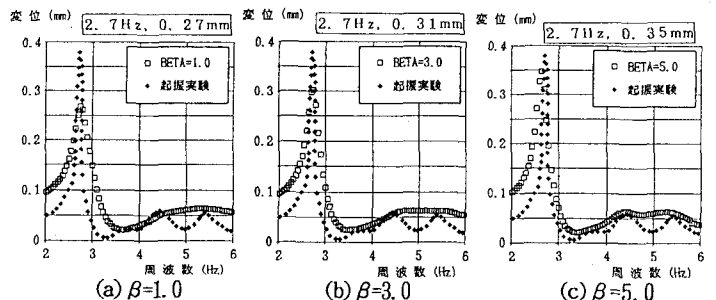 変位(mm)
2.7Hz, 0.27mm
0.4
0.3
0.2
0.1
0
□ BETA=1.0
◆ 起振実験
2 3 4 5 6
周波数(Hz)
(a) β=1.0
変位(mm)
2.7Hz, 0.31mm
0.4
0.3
0.2
0.1
0
□ BETA=3.0
◆ 起振実験
2 3 4 5 6
周波数(Hz)
(b) β=3.0
変位(mm)
2.7Hz, 0.35mm
0.4
0.3
0.2
0.1
0
□ BETA=5.0
◆ 起振実験
2 3 4 5 6
周波数(Hz)
(c) β=5.0